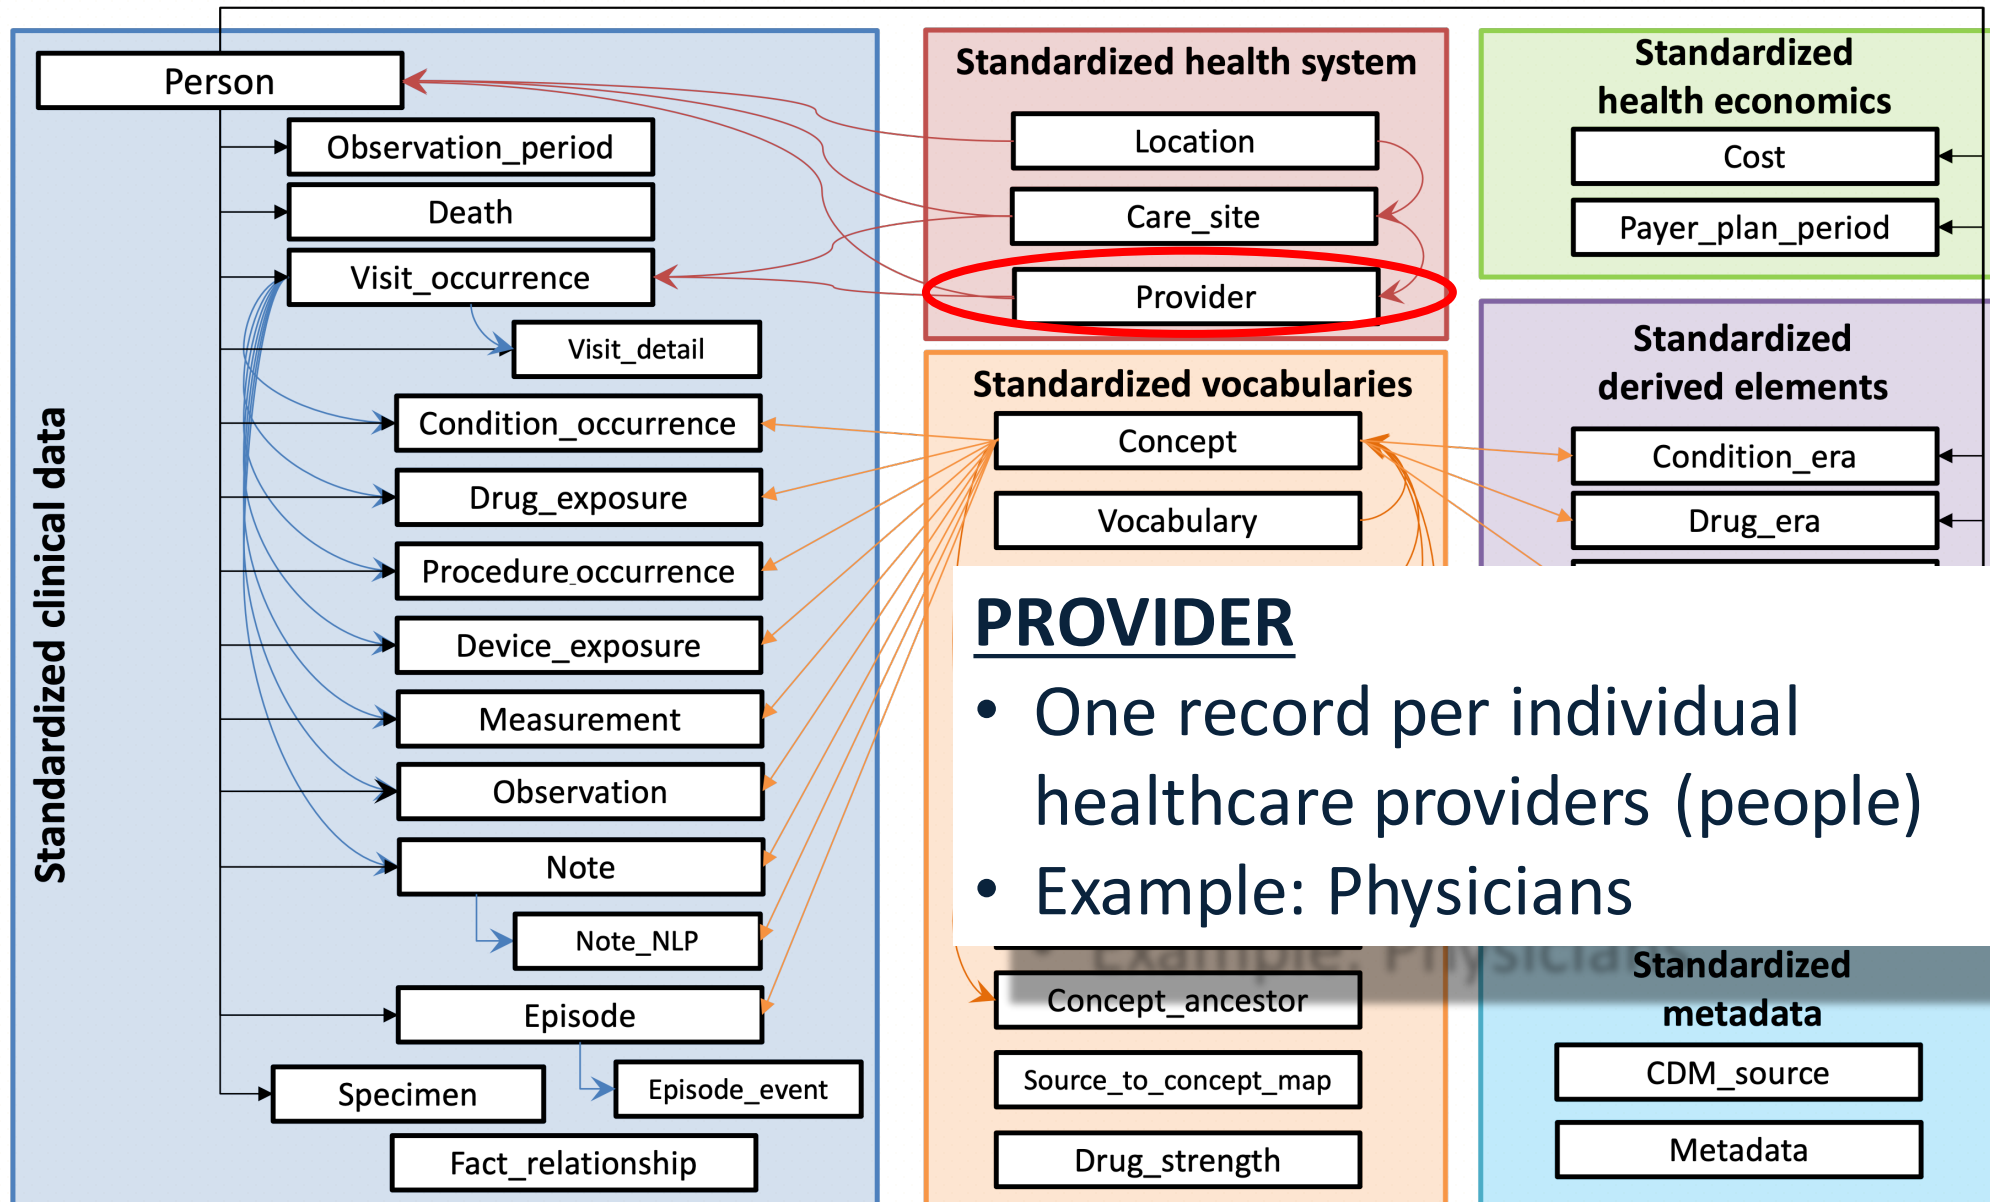 Person
Observation_period
Death
Visit_occurrence
Visit_detail
Condition_occurrence
Drug_exposure
Procedure_occurrence
Device_exposure
Measurement
Observation
Note
Note_NLP
Episode
Episode_event
Specimen
Fact_relationship
Standardized clinical data
Standardized health system
Location
Care_site
Provider
Standardized vocabularies
Concept
Vocabulary
Concept_ancestor
Source_to_concept_map
Drug_strength
Standardized
health economics
Cost
Payer_plan_period
Standardized
derived elements
Condition_era
Drug_era
PROVIDER
• One record per individual
healthcare providers (people)
• Example: Physicians
• Example: Physicians
Standardized
metadata
CDM_source
Metadata